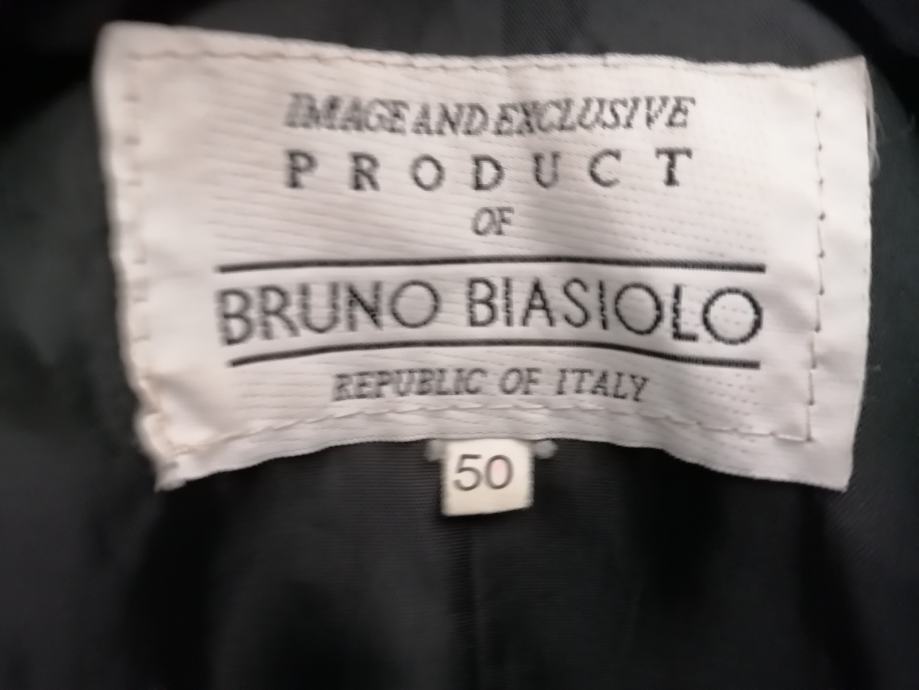 IMAGE AND EXCLUSIVE
PRODUCT
OF
BRUNO BIASIOLO
REPUBLIC OF ITALY
50